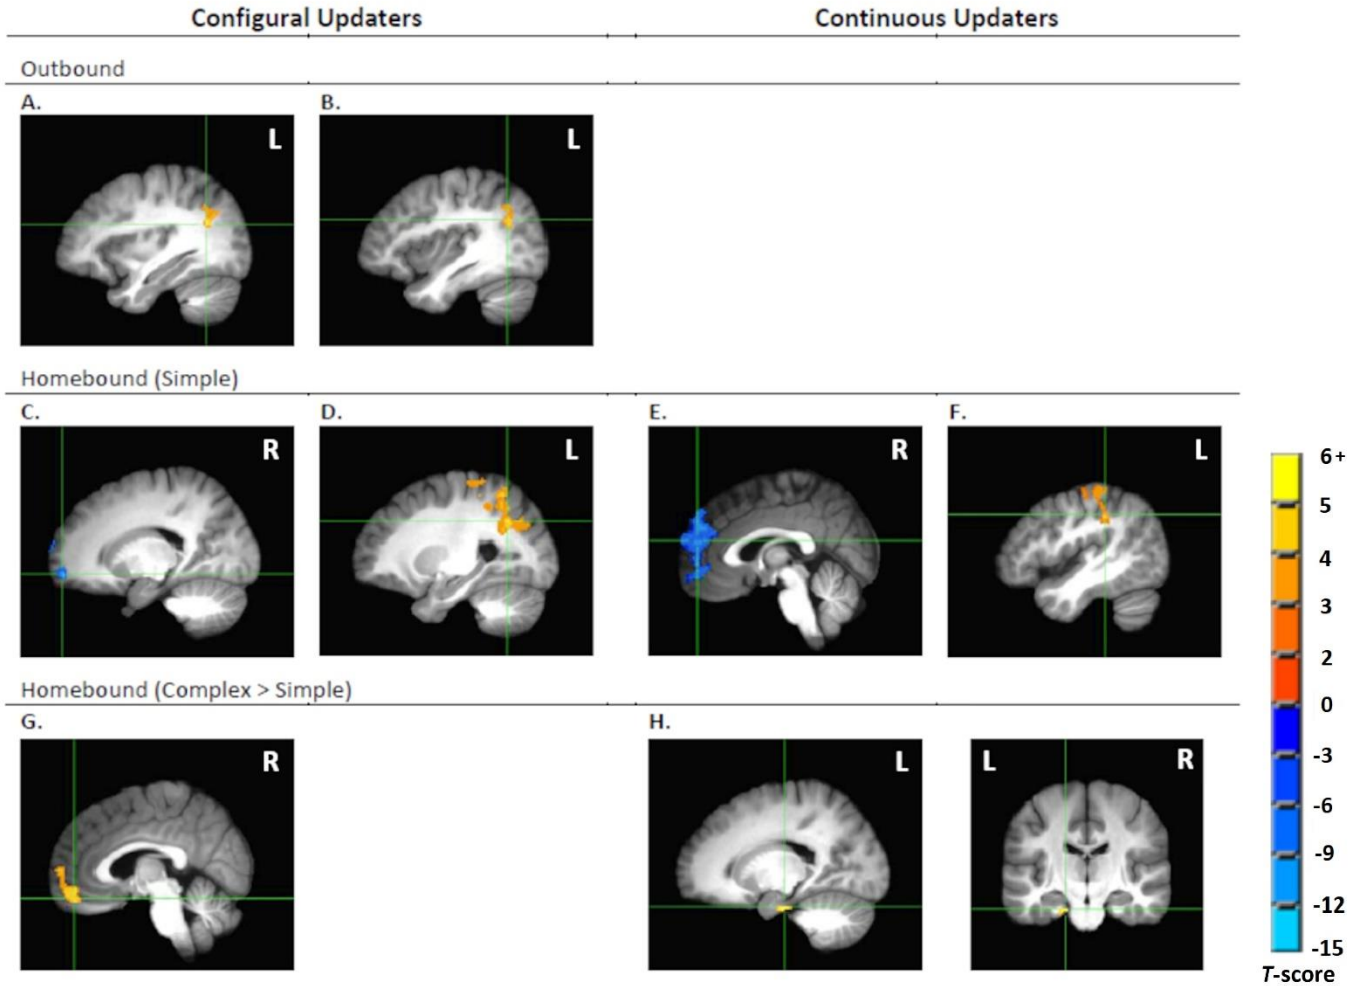 Configural Updaters Continuous Updaters
Outbound
A. B.
L L
Homebound (Simple)
C. D. E. F.
R L R L
6+
5
4
3
2
0
-3
-6
-9
-12
-15
T-score
Homebound (Complex > Simple)
G. H.
R L L R